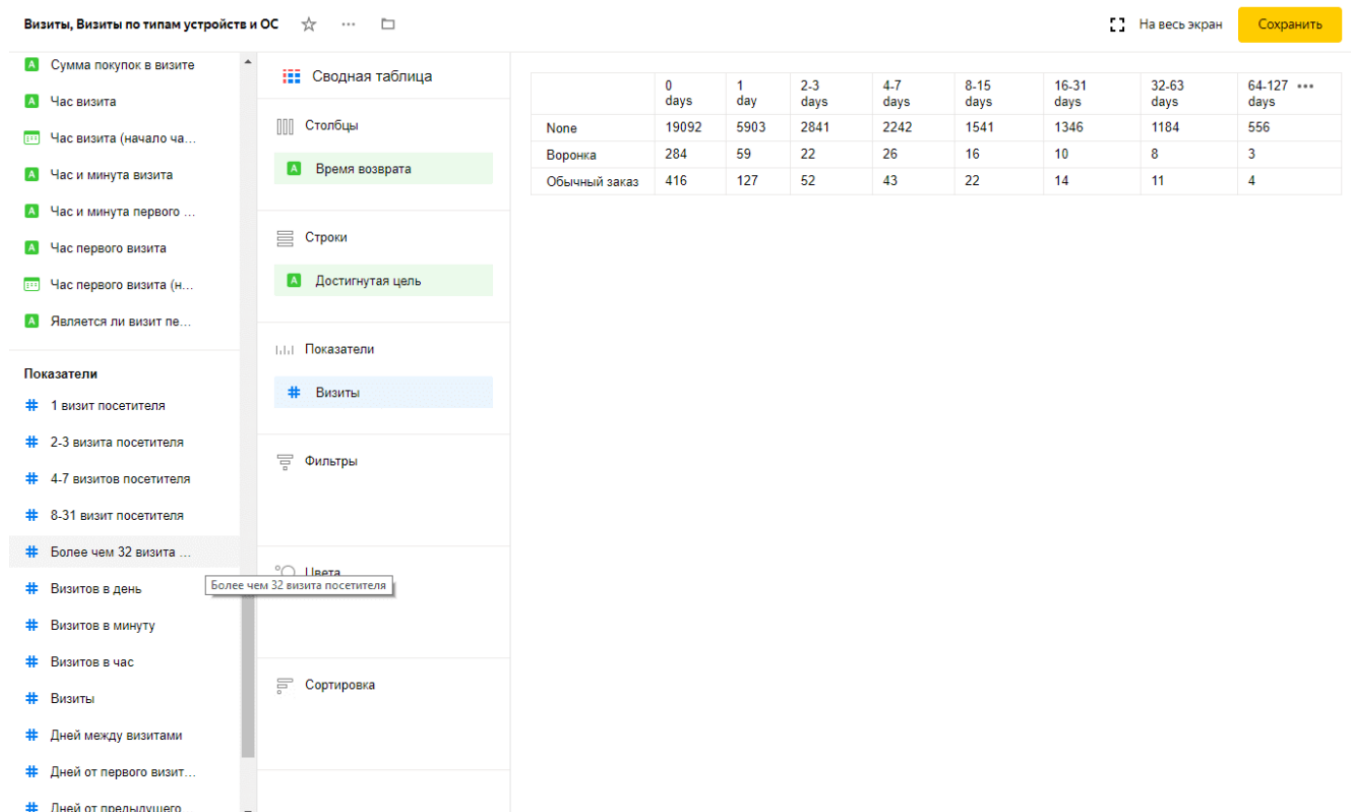 Визиты, Визиты по типам устройств и ОС
На весь экран
Сохранить
Сумма покупок в визите
Час визита
Час визита (начало ча...
Час и минута визита
Час и минута первого ...
Час первого визита
Час первого визита (н...
Является ли визит пе...
Показатели
# 1 визит посетителя
# 2-3 визита посетителя
# 4-7 визитов посетителя
# 8-31 визит посетителя
# Более чем 32 визита ...
Более чем 32 визита посетителя
# Визитов в день
# Визитов в минуту
# Визитов в час
# Визиты
# Дней между визитами
# Дней от первого визит...
# Дней от предыдущего
Сводная таблица
Столбцы
A Время возврата
Строки
A Достигнутая цель
Показатели
# Визиты
Фильтры
Цвета
Сортировка
0 days 1 day 2-3 days 4-7 days 8-15 days 16-31 days 32-63 days 64-127 days
None 19092 5903 2841 2242 1541 1346 1184 556
Воронка 284 59 22 26 16 10 8 3
Обычный заказ 416 127 52 43 22 14 11 4